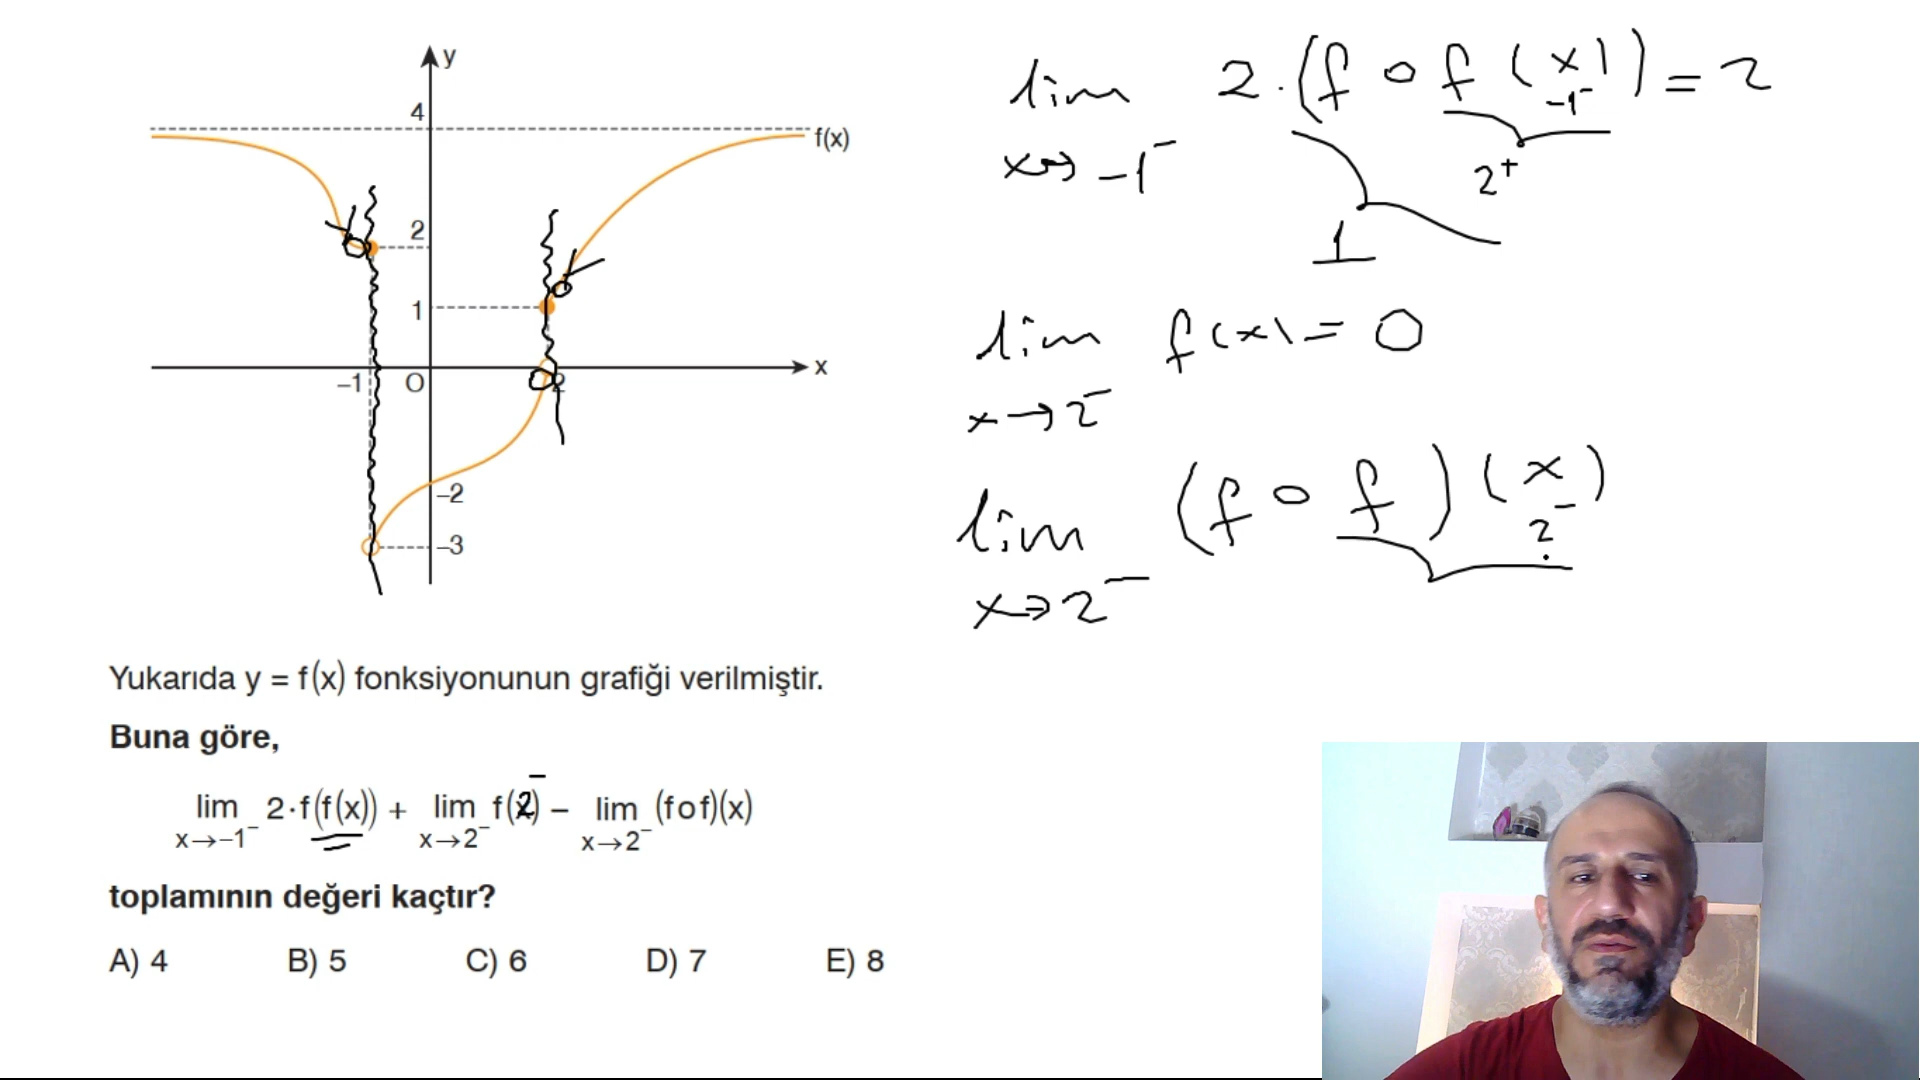 y
4
f(x)
2
1
−1 O 2 x
−2
−3
Yukarıda y = f(x) fonksiyonunun grafiği verilmiştir.
Buna göre,
lim 2·f(f(x)) + lim f(2⁻) − lim (fof)(x)
x→−1⁻ x→2⁻ x→2⁻
toplamının değeri kaçtır?
A) 4 B) 5 C) 6 D) 7 E) 8
lim 2·(f o f(x)) = 2
x→−1⁻ −1⁻
2⁺
1
lim f(x) = 0
x→2⁻
lim (f o f)(x)
x→2⁻ 2⁻